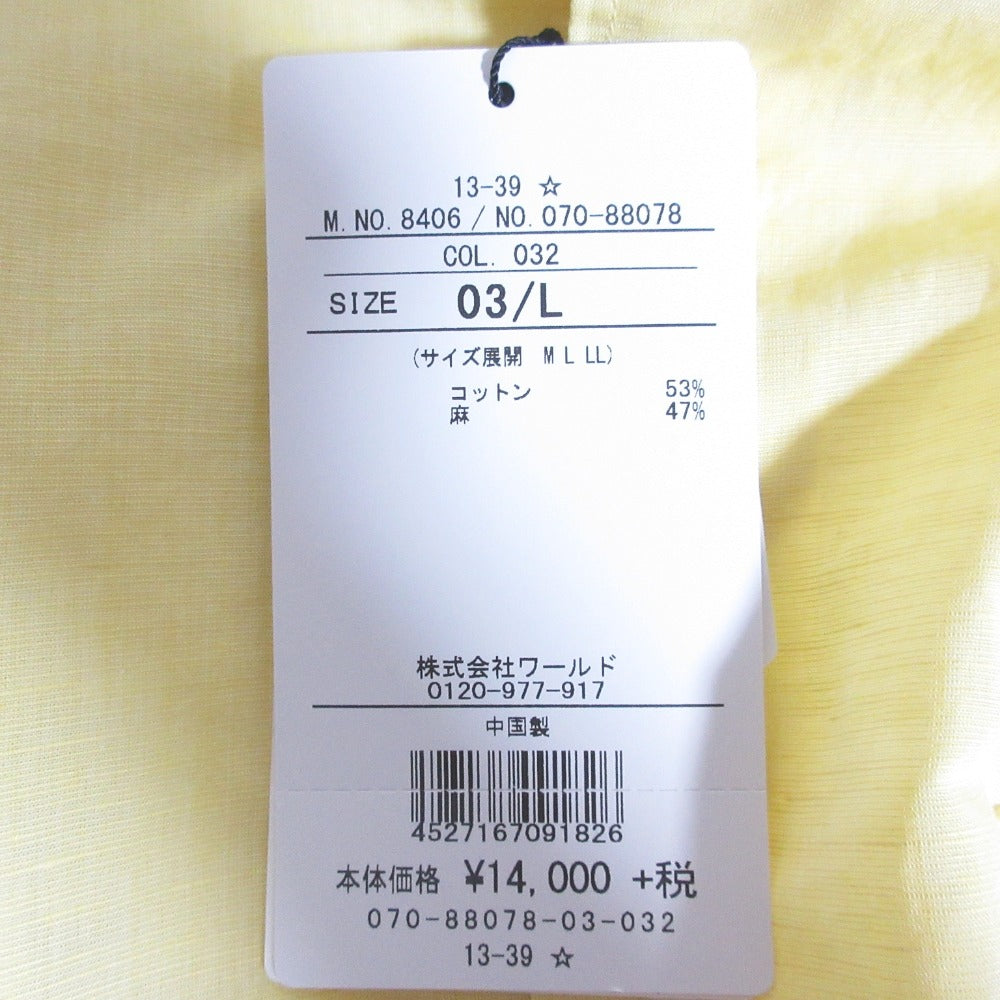 13-39 ☆
M.NO.8406 / NO.070-88078
COL. 032
SIZE 03/L
(サイズ展開 M L LL)
コットン 53%
麻 47%
株式会社ワールド
0120-977-917
中国製
4527167091826
本体価格 ¥14,000 +税
070-88078-03-032
13-39 ☆